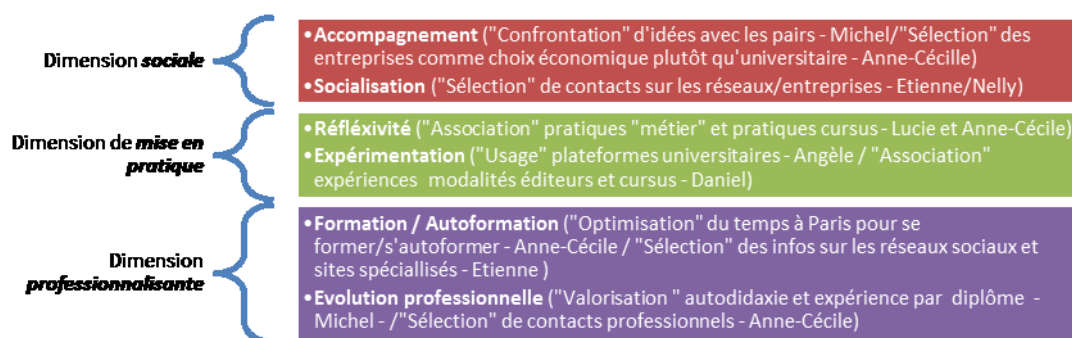 Dimension sociale
•Accompagnement ("Confrontation" d'idées avec les pairs - Michel/"Sélection" des
entreprises comme choix économique plutôt qu'universitaire - Anne-Cécille)
•Socialisation ("Sélection" de contacts sur les réseaux/entreprises - Etienne/Nelly)
Dimension de mise en
pratique
•Réfléxivité ("Association" pratiques "métier" et pratiques cursus - Lucie et Anne-Cécile)
•Expérimentation ("Usage" plateformes universitaires - Angèle / "Association"
expériences modalités éditeurs et cursus - Daniel)
Dimension
professionnalisante
•Formation / Autoformation ("Optimisation" du temps à Paris pour se
former/s'autoformer - Anne-Cécile / "Sélection" des infos sur les réseaux sociaux et
sites spéciallisés - Etienne )
•Evolution professionnelle ("Valorisation " autodidaxie et expérience par diplôme -
Michel - /"Sélection" de contacts professionnels - Anne-Cécile)